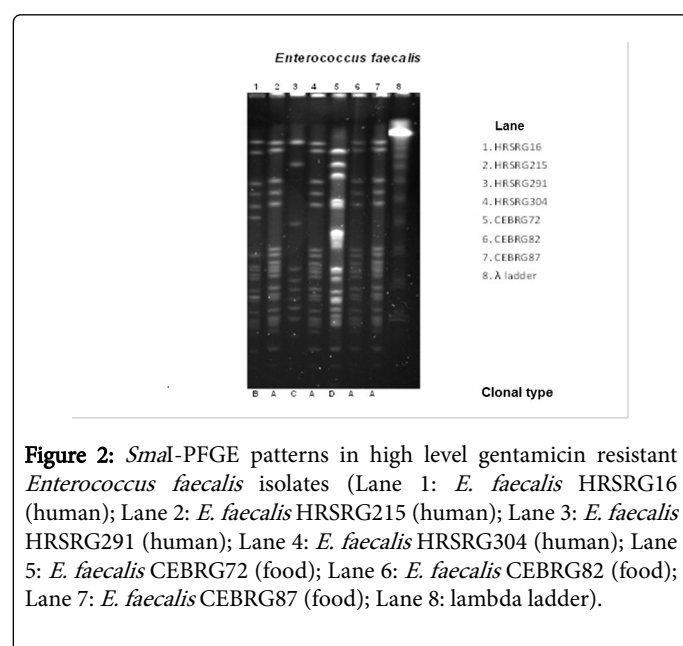 Enterococcus faecalis
1 2 3 4 5 6 7 8
Lane
1. HRSRG16
2. HRSRG215
3. HRSRG291
4. HRSRG304
5. CEBRG72
6. CEBRG82
7. CEBRG87
8. λ ladder
B A C A D A A
Clonal type
Figure 2: SmaI-PFGE patterns in high level gentamicin resistant
Enterococcus faecalis isolates (Lane 1: E. faecalis HRSRG16
(human); Lane 2: E. faecalis HRSRG215 (human); Lane 3: E. faecalis
HRSRG291 (human); Lane 4: E. faecalis HRSRG304 (human); Lane
5: E. faecalis CEBRG72 (food); Lane 6: E. faecalis CEBRG82 (food);
Lane 7: E. faecalis CEBRG87 (food); Lane 8: lambda ladder).